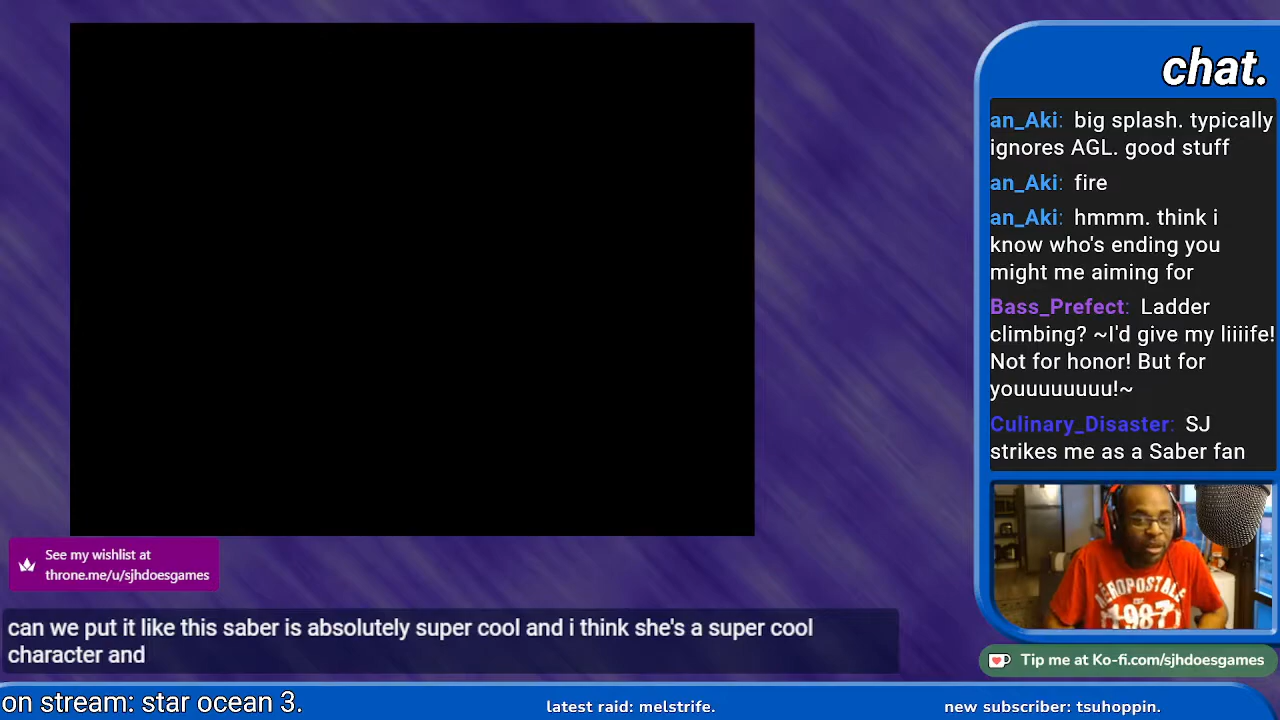 chat.
an_Aki: big splash. typically
ignores AGL. good stuff
an_Aki: fire
an_Aki: hmmm. think i
know who's ending you
might me aiming for
Bass_Prefect: Ladder
climbing? ~I'd give my liiiife!
Not for honor! But for
youuuuuuuu!~
Culinary_Disaster: SJ
strikes me as a Saber fan
AÉROPOSTALE
1987
See my wishlist at
throne.me/u/sjhdoesgames
can we put it like this saber is absolutely super cool and i think she's a super cool
character and
Tip me at Ko-fi.com/sjhdoesgames
on stream: star ocean 3.
latest raid: melstrife.
new subscriber: tsuhoppin.